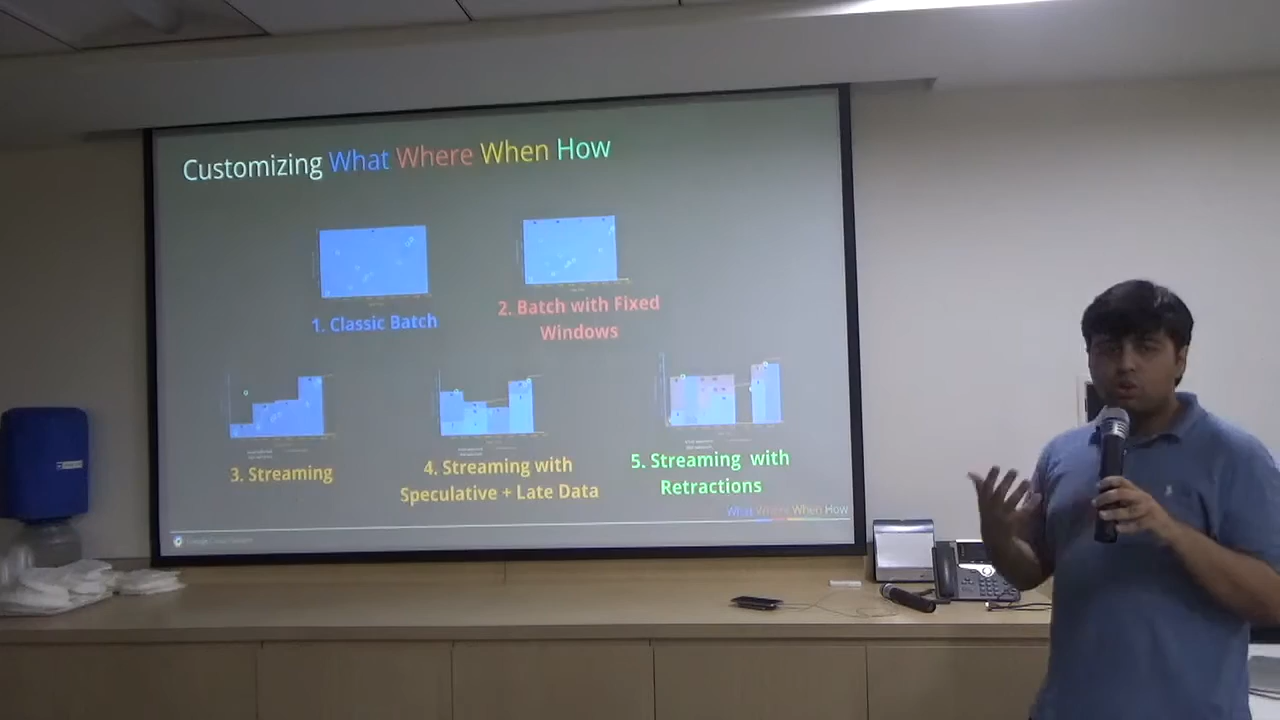 Customizing What Where When How
1. Classic Batch
2. Batch with Fixed
Windows
3. Streaming
4. Streaming with
Speculative + Late Data
5. Streaming with
Retractions
What Where When How